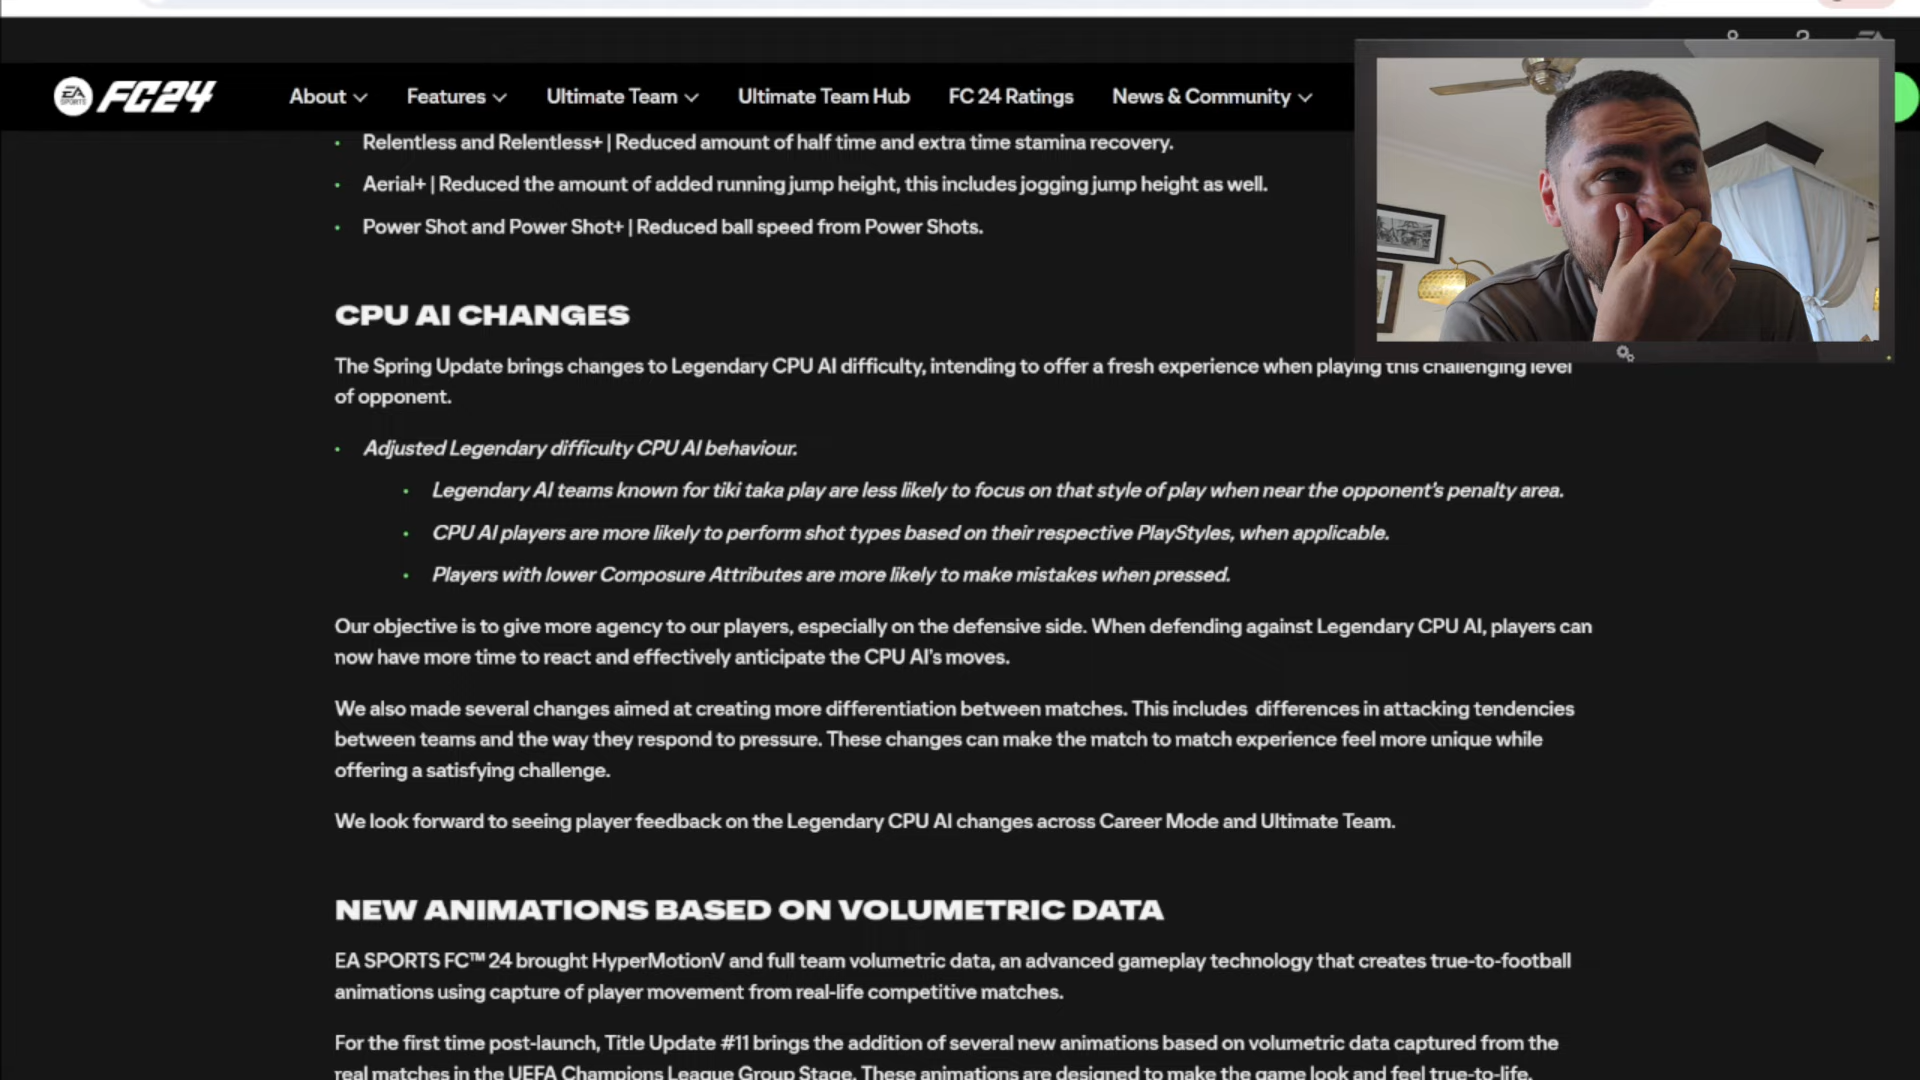 EA SPORTS FC24 About Features Ultimate Team Ultimate Team Hub FC 24 Ratings News & Community
• Relentless and Relentless+ | Reduced amount of half time and extra time stamina recovery.
• Aerial+ | Reduced the amount of added running jump height, this includes jogging jump height as well.
• Power Shot and Power Shot+ | Reduced ball speed from Power Shots.
CPU AI CHANGES
The Spring Update brings changes to Legendary CPU AI difficulty, intending to offer a fresh experience when playing this challenging level
of opponent.
• Adjusted Legendary difficulty CPU AI behaviour.
• Legendary AI teams known for tiki taka play are less likely to focus on that style of play when near the opponent's penalty area.
• CPU AI players are more likely to perform shot types based on their respective PlayStyles, when applicable.
• Players with lower Composure Attributes are more likely to make mistakes when pressed.
Our objective is to give more agency to our players, especially on the defensive side. When defending against Legendary CPU AI, players can
now have more time to react and effectively anticipate the CPU AI's moves.
We also made several changes aimed at creating more differentiation between matches. This includes differences in attacking tendencies
between teams and the way they respond to pressure. These changes can make the match to match experience feel more unique while
offering a satisfying challenge.
We look forward to seeing player feedback on the Legendary CPU AI changes across Career Mode and Ultimate Team.
NEW ANIMATIONS BASED ON VOLUMETRIC DATA
EA SPORTS FC™ 24 brought HyperMotionV and full team volumetric data, an advanced gameplay technology that creates true-to-football
animations using capture of player movement from real-life competitive matches.
For the first time post-launch, Title Update #11 brings the addition of several new animations based on volumetric data captured from the
real matches in the UEFA Champions League Group Stage. These animations are designed to make the game look and feel true-to-life.